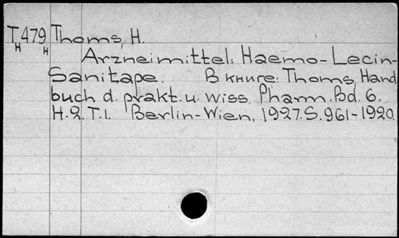 T479 Thoms, H.
H H
Arzneimittel: Haemo-Lecin-
Sanitape. В книге: Thoms, Hand
buch d. prakt. u. wiss. Pharm. Bd. 6.
H.2.T.1. Berlin-Wien, 1927. S. 961-1920.